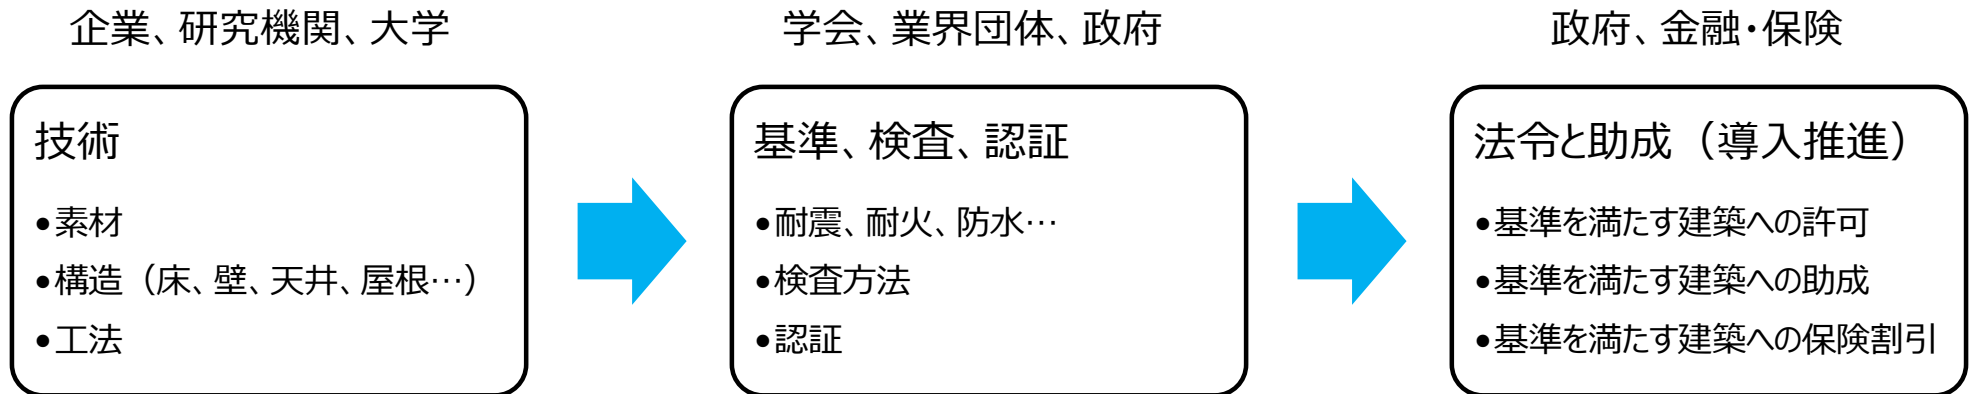 企業、研究機関、大学
学会、業界団体、政府
政府、金融・保険
技術
•素材
•構造（床、壁、天井、屋根…）
•工法
基準、検査、認証
•耐震、耐火、防水…
•検査方法
•認証
法令と助成（導入推進）
•基準を満たす建築への許可
•基準を満たす建築への助成
•基準を満たす建築への保険割引